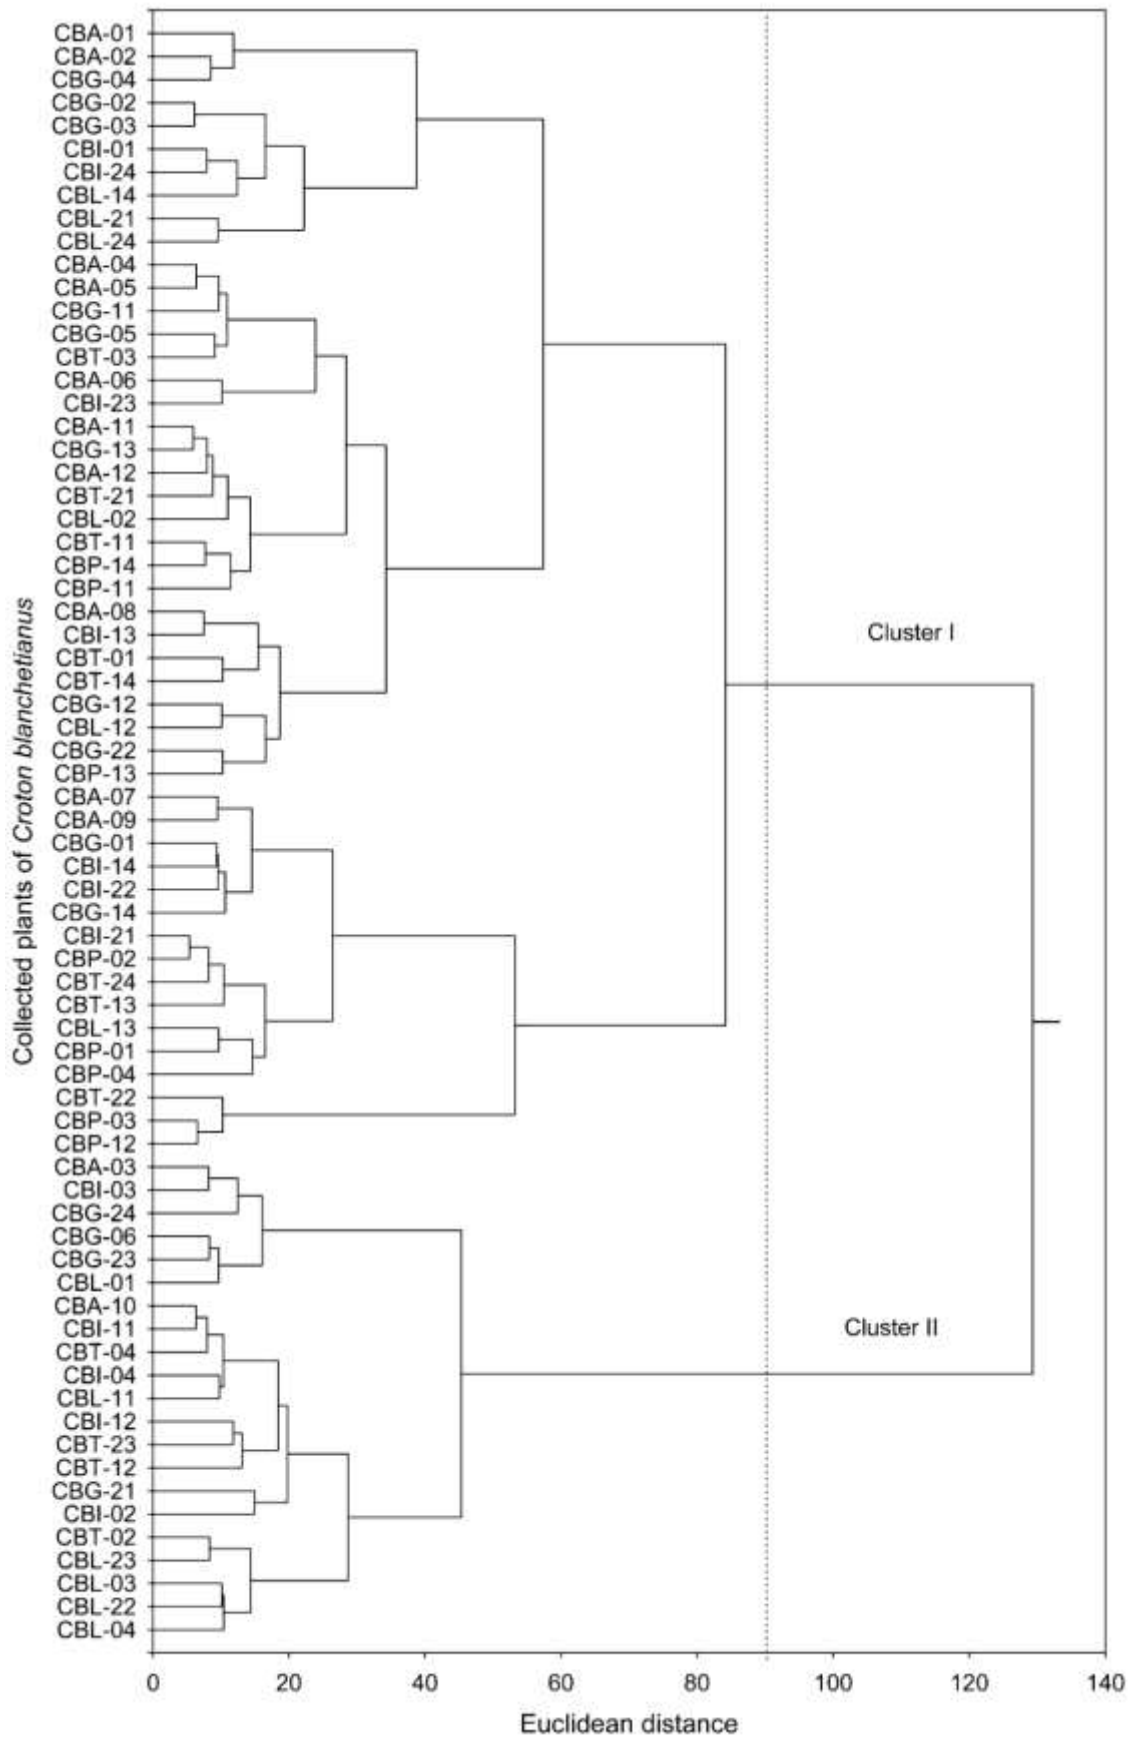 CBA-01
CBA-02
CBG-04
CBG-02
CBG-03
CBI-01
CBI-24
CBL-14
CBL-21
CBL-24
CBA-04
CBA-05
CBG-11
CBG-05
CBT-03
CBA-06
CBI-23
CBA-11
CBG-13
CBA-12
CBT-21
CBL-02
CBT-11
CBP-14
CBP-11
CBA-08
CBI-13
CBT-01
CBT-14
CBG-12
CBL-12
CBG-22
CBP-13
CBA-07
CBA-09
CBG-01
CBI-14
CBI-22
CBG-14
CBI-21
CBP-02
CBT-24
CBT-13
CBL-13
CBP-01
CBP-04
CBT-22
CBP-03
CBP-12
CBA-03
CBI-03
CBG-24
CBG-06
CBG-23
CBL-01
CBA-10
CBI-11
CBT-04
CBI-04
CBL-11
CBI-12
CBT-23
CBT-12
CBG-21
CBI-02
CBT-02
CBL-23
CBL-03
CBL-22
CBL-04
Collected plants of Croton blanchetianus
Cluster I
Cluster II
0 20 40 60 80 100 120 140
Euclidean distance